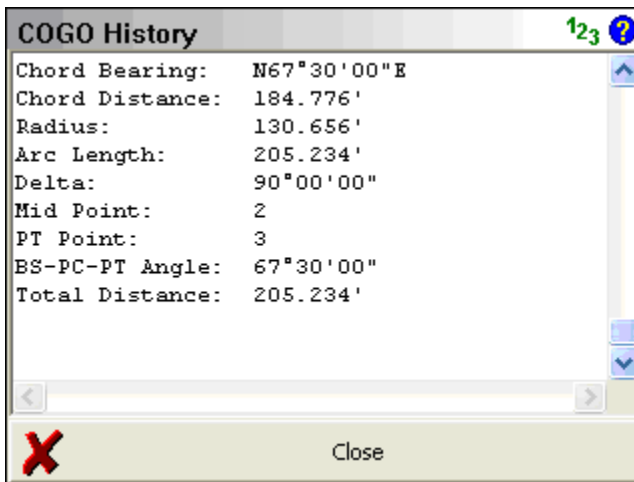 COGO History
123 ?
Chord Bearing: N67°30'00"E
Chord Distance: 184.776'
Radius: 130.656'
Arc Length: 205.234'
Delta: 90°00'00"
Mid Point: 2
PT Point: 3
BS-PC-PT Angle: 67°30'00"
Total Distance: 205.234'
Close